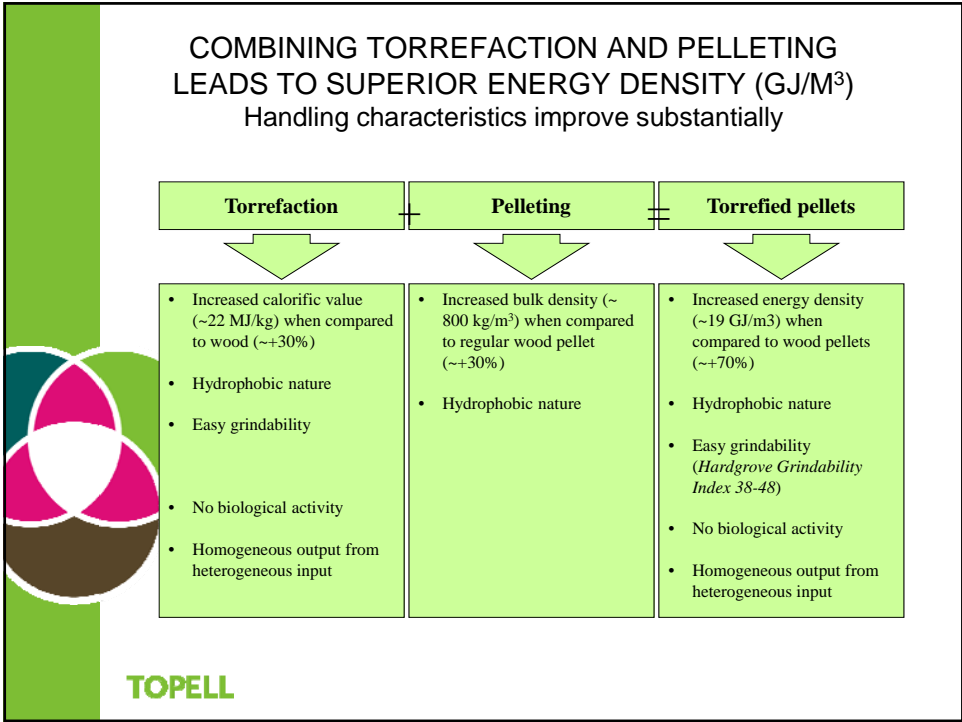 COMBINING TORREFACTION AND PELLETING
LEADS TO SUPERIOR ENERGY DENSITY (GJ/M³)
Handling characteristics improve substantially
Torrefaction + Pelleting = Torrefied pellets
• Increased calorific value
(~22 MJ/kg) when compared
to wood (~+30%)
• Hydrophobic nature
• Easy grindability
• No biological activity
• Homogeneous output from
heterogeneous input
• Increased bulk density (~
800 kg/m³) when compared
to regular wood pellet
(~+30%)
• Hydrophobic nature
• Increased energy density
(~19 GJ/m3) when
compared to wood pellets
(~+70%)
• Hydrophobic nature
• Easy grindability
(Hardgrove Grindability
Index 38-48)
• No biological activity
• Homogeneous output from
heterogeneous input
TOPELL